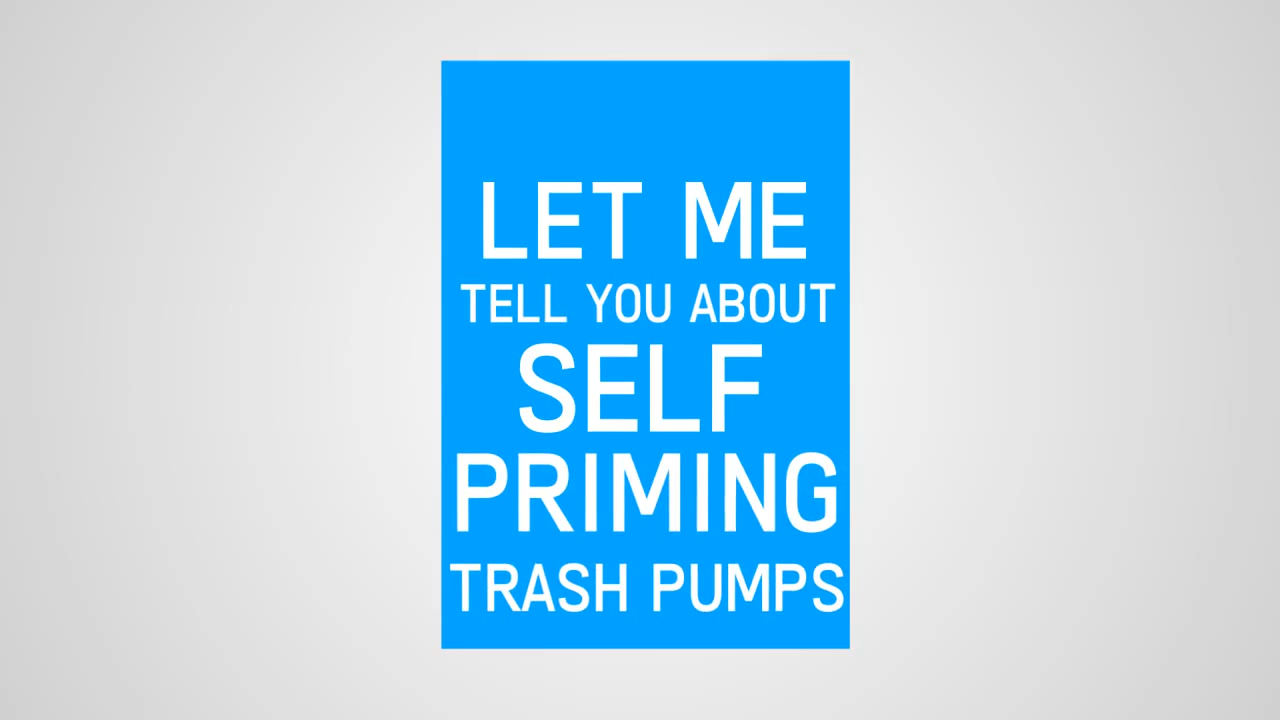 LET ME
TELL YOU ABOUT
SELF
PRIMING
TRASH PUMPS